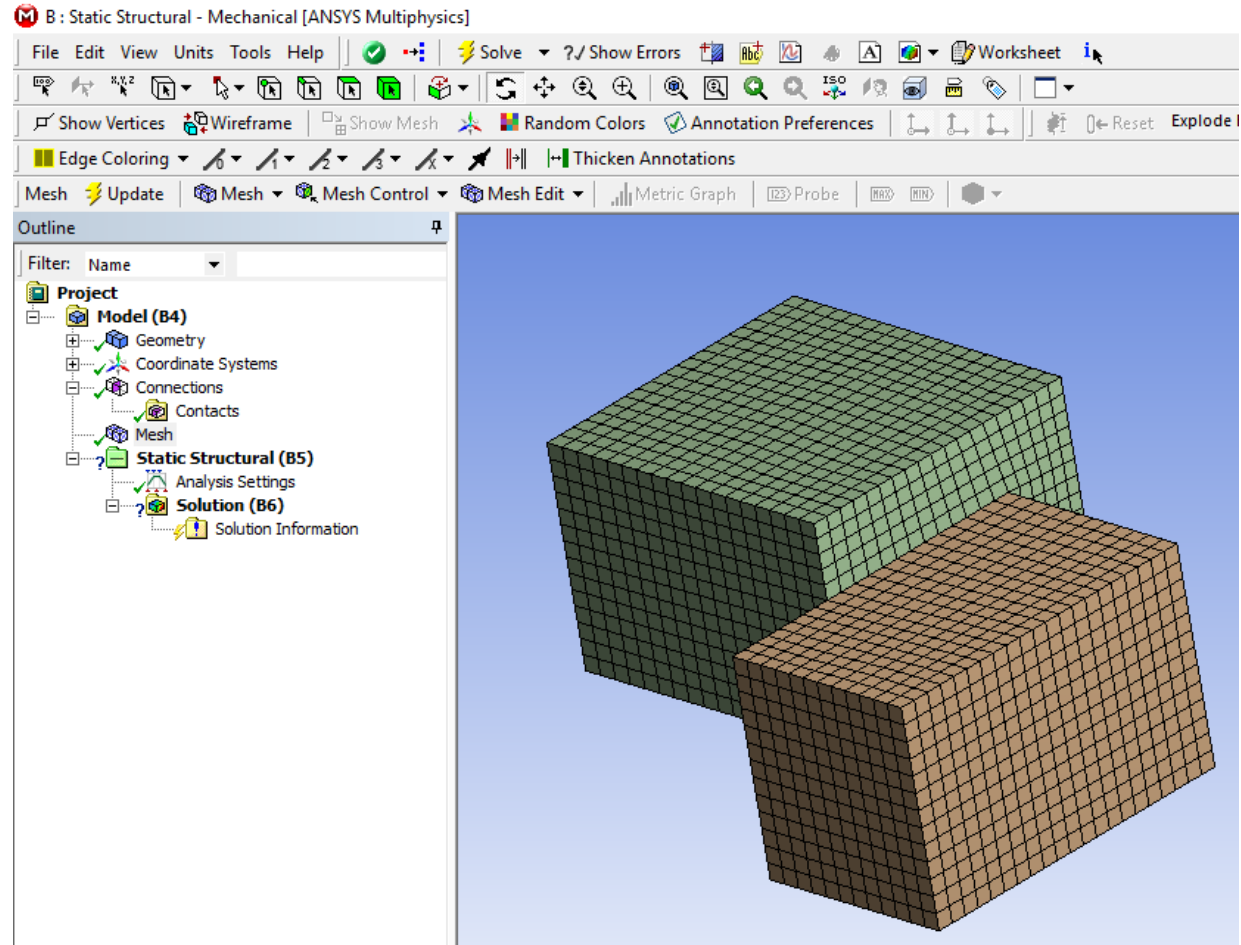 B : Static Structural - Mechanical [ANSYS Multiphysics]
File Edit View Units Tools Help Solve ?/ Show Errors Worksheet
Show Vertices Wireframe Show Mesh Random Colors Annotation Preferences Reset Explode
Edge Coloring Thicken Annotations
Mesh Update Mesh Mesh Control Mesh Edit Metric Graph Probe MAX MIN
Outline
Filter: Name
Project
Model (B4)
Geometry
Coordinate Systems
Connections
Contacts
Mesh
Static Structural (B5)
Analysis Settings
Solution (B6)
Solution Information